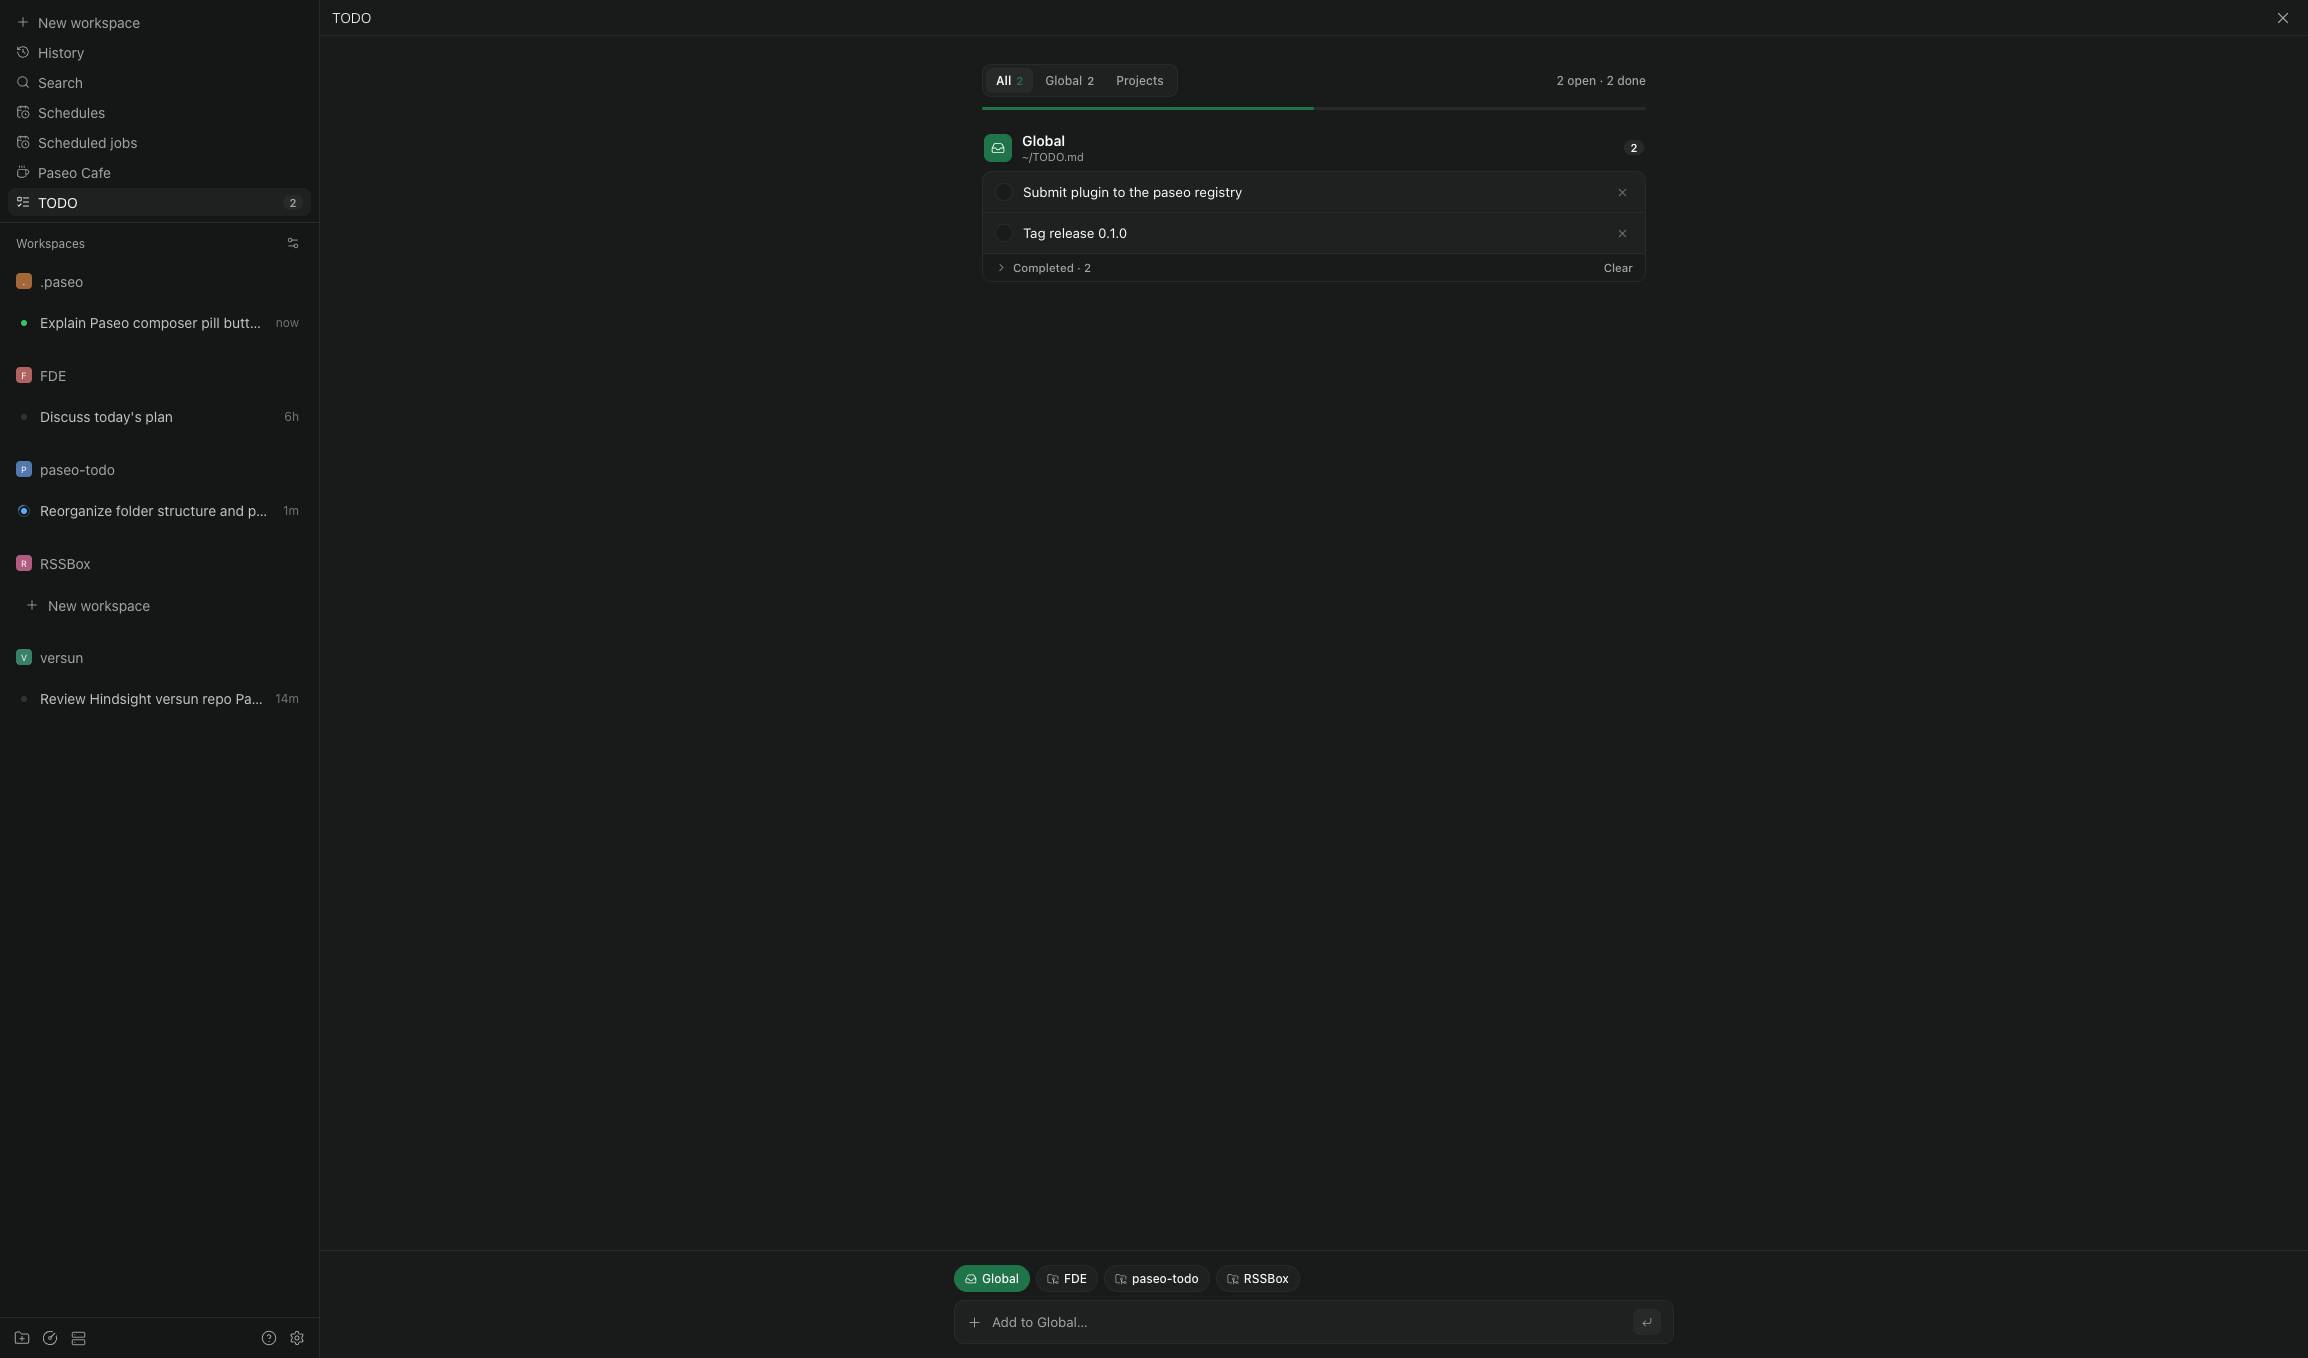 New workspace
History
Search
Schedules
Scheduled jobs
Paseo Cafe
TODO 2
Workspaces
. .paseo
Explain Paseo composer pill butt... now
F FDE
Discuss today's plan 6h
P paseo-todo
Reorganize folder structure and p... 1m
R RSSBox
New workspace
V versun
Review Hindsight versun repo Pa... 14m
TODO
All 2 Global 2 Projects 2 open · 2 done
Global 2
~/TODO.md
Submit plugin to the paseo registry
Tag release 0.1.0
Completed · 2 Clear
Global FDE paseo-todo RSSBox
Add to Global...